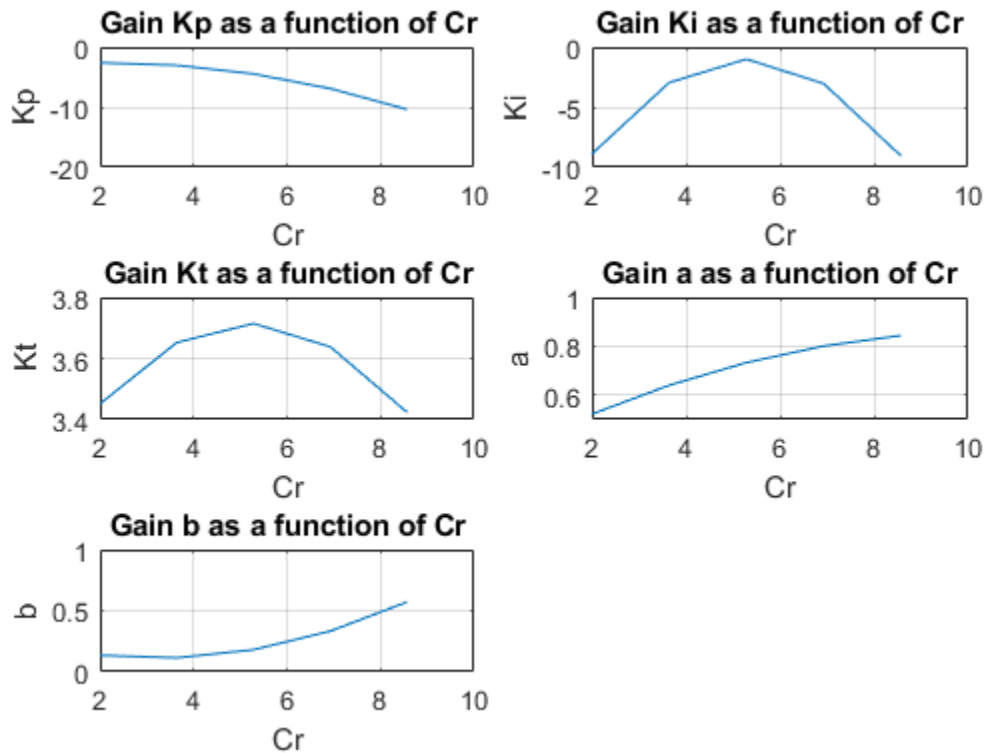 Gain Kp as a function of Cr
0
-10
-20
Kp
2 4 6 8 10
Cr
Gain Ki as a function of Cr
0
-5
-10
Ki
2 4 6 8 10
Cr
Gain Kt as a function of Cr
3.8
3.6
3.4
Kt
2 4 6 8 10
Cr
Gain a as a function of Cr
1
0.8
0.6
a
2 4 6 8 10
Cr
Gain b as a function of Cr
1
0.5
0
b
2 4 6 8 10
Cr